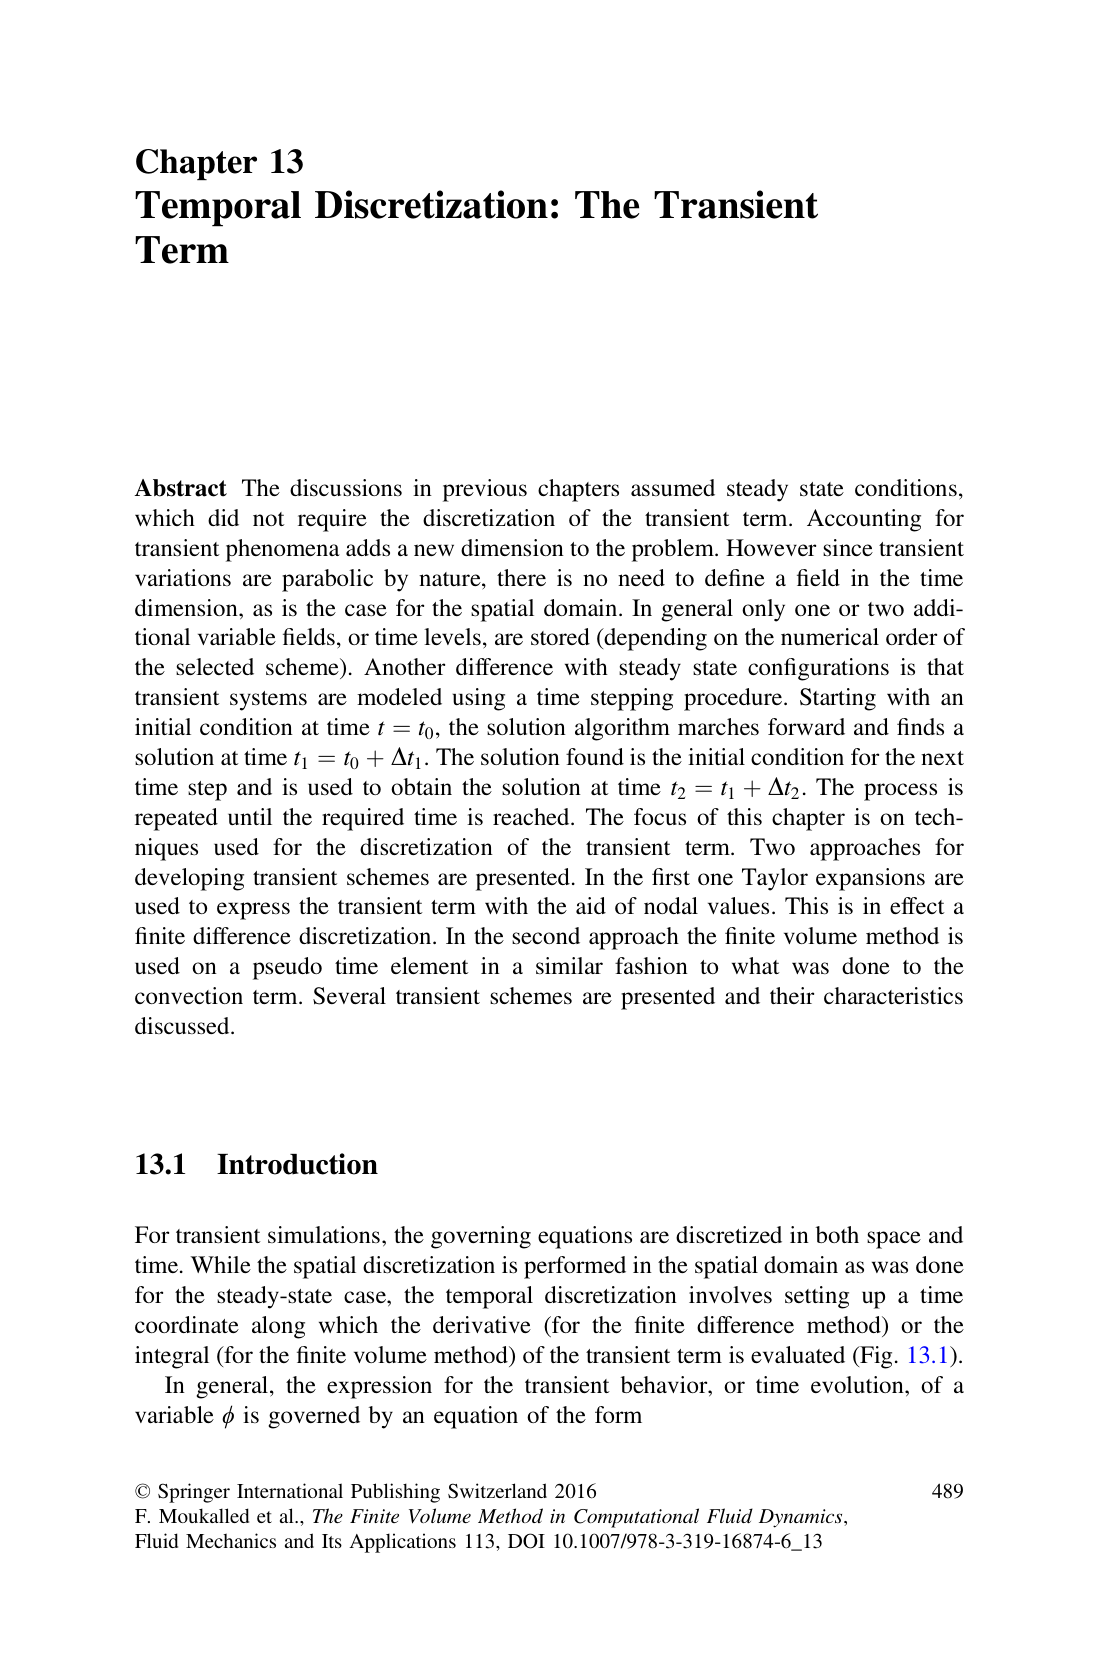 Chapter 13
Temporal Discretization: The Transient
Term
Abstract The discussions in previous chapters assumed steady state conditions,
which did not require the discretization of the transient term. Accounting for
transient phenomena adds a new dimension to the problem. However since transient
variations are parabolic by nature, there is no need to define a field in the time
dimension, as is the case for the spatial domain. In general only one or two addi-
tional variable fields, or time levels, are stored (depending on the numerical order of
the selected scheme). Another difference with steady state configurations is that
transient systems are modeled using a time stepping procedure. Starting with an
initial condition at time t = t₀, the solution algorithm marches forward and finds a
solution at time t₁ = t₀ + Δt₁. The solution found is the initial condition for the next
time step and is used to obtain the solution at time t₂ = t₁ + Δt₂. The process is
repeated until the required time is reached. The focus of this chapter is on tech-
niques used for the discretization of the transient term. Two approaches for
developing transient schemes are presented. In the first one Taylor expansions are
used to express the transient term with the aid of nodal values. This is in effect a
finite difference discretization. In the second approach the finite volume method is
used on a pseudo time element in a similar fashion to what was done to the
convection term. Several transient schemes are presented and their characteristics
discussed.
13.1 Introduction
For transient simulations, the governing equations are discretized in both space and
time. While the spatial discretization is performed in the spatial domain as was done
for the steady-state case, the temporal discretization involves setting up a time
coordinate along which the derivative (for the finite difference method) or the
integral (for the finite volume method) of the transient term is evaluated (Fig. 13.1).
In general, the expression for the transient behavior, or time evolution, of a
variable ϕ is governed by an equation of the form
© Springer International Publishing Switzerland 2016 489
F. Moukalled et al., The Finite Volume Method in Computational Fluid Dynamics,
Fluid Mechanics and Its Applications 113, DOI 10.1007/978-3-319-16874-6_13